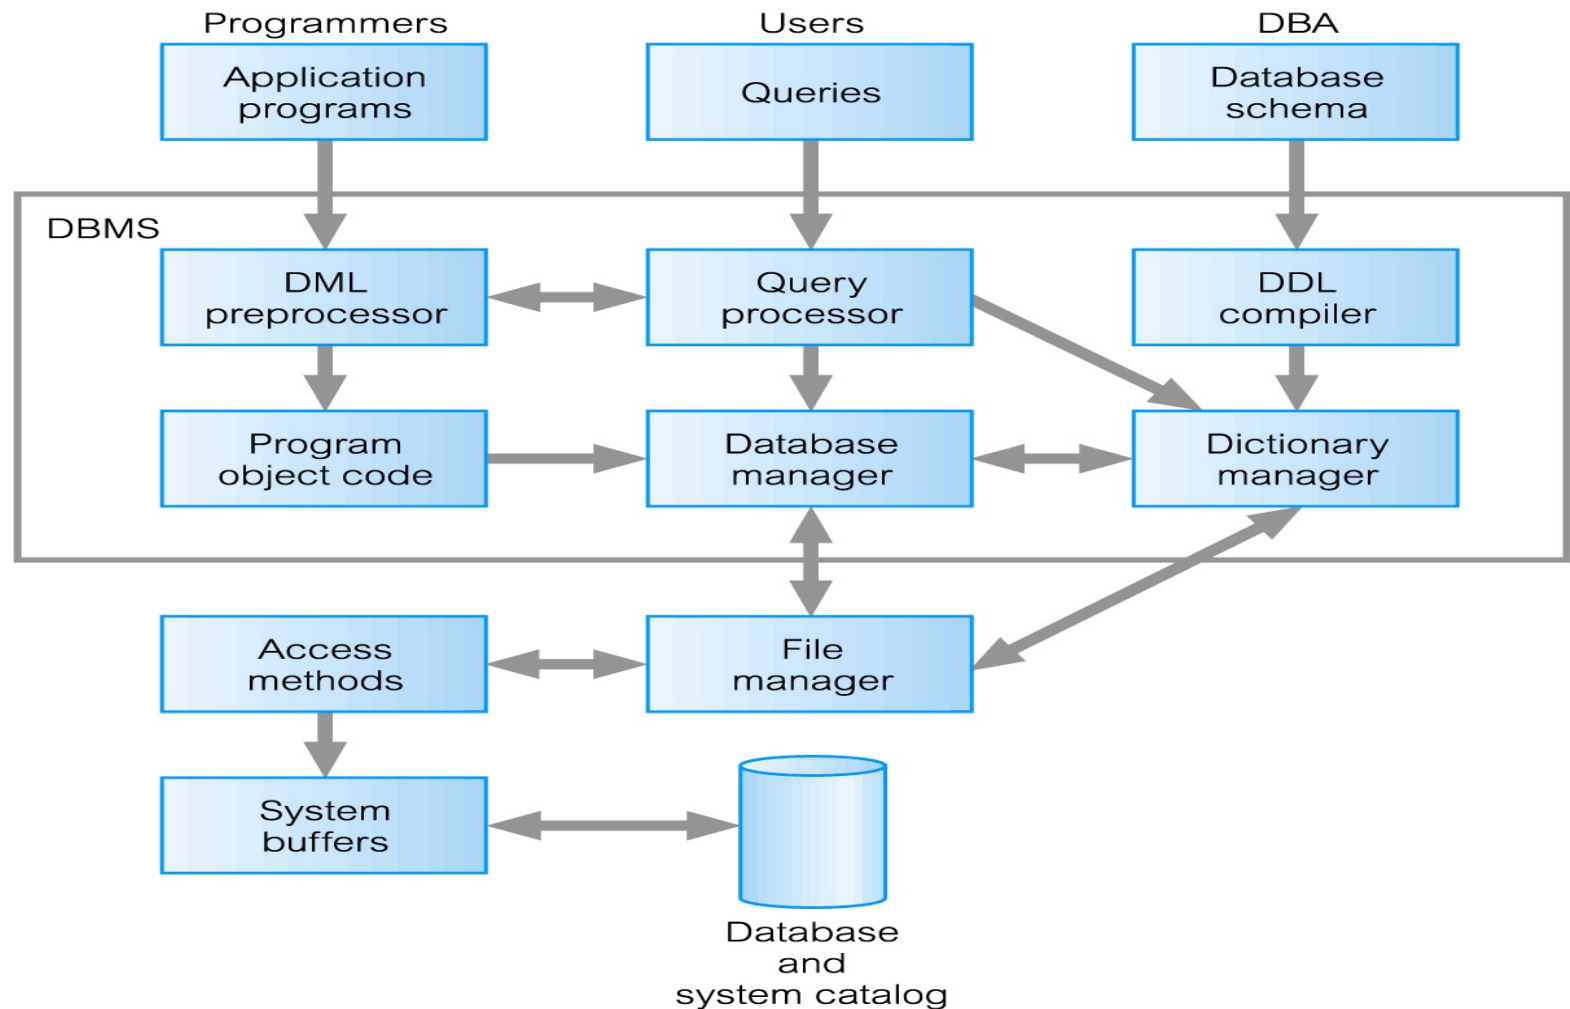 Programmers
Users
DBA
Application
programs
Queries
Database
schema
DBMS
DML
preprocessor
Query
processor
DDL
compiler
Program
object code
Database
manager
Dictionary
manager
Access
methods
File
manager
System
buffers
Database
and
system catalog